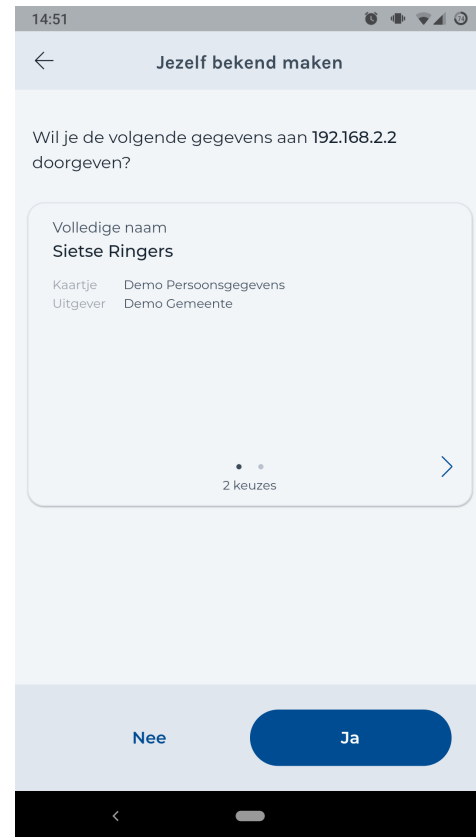 14:51
74
Jezelf bekend maken
Wil je de volgende gegevens aan 192.168.2.2
doorgeven?
Volledige naam
Sietse Ringers
Kaartje Demo Persoonsgegevens
Uitgever Demo Gemeente
2 keuzes
Nee Ja